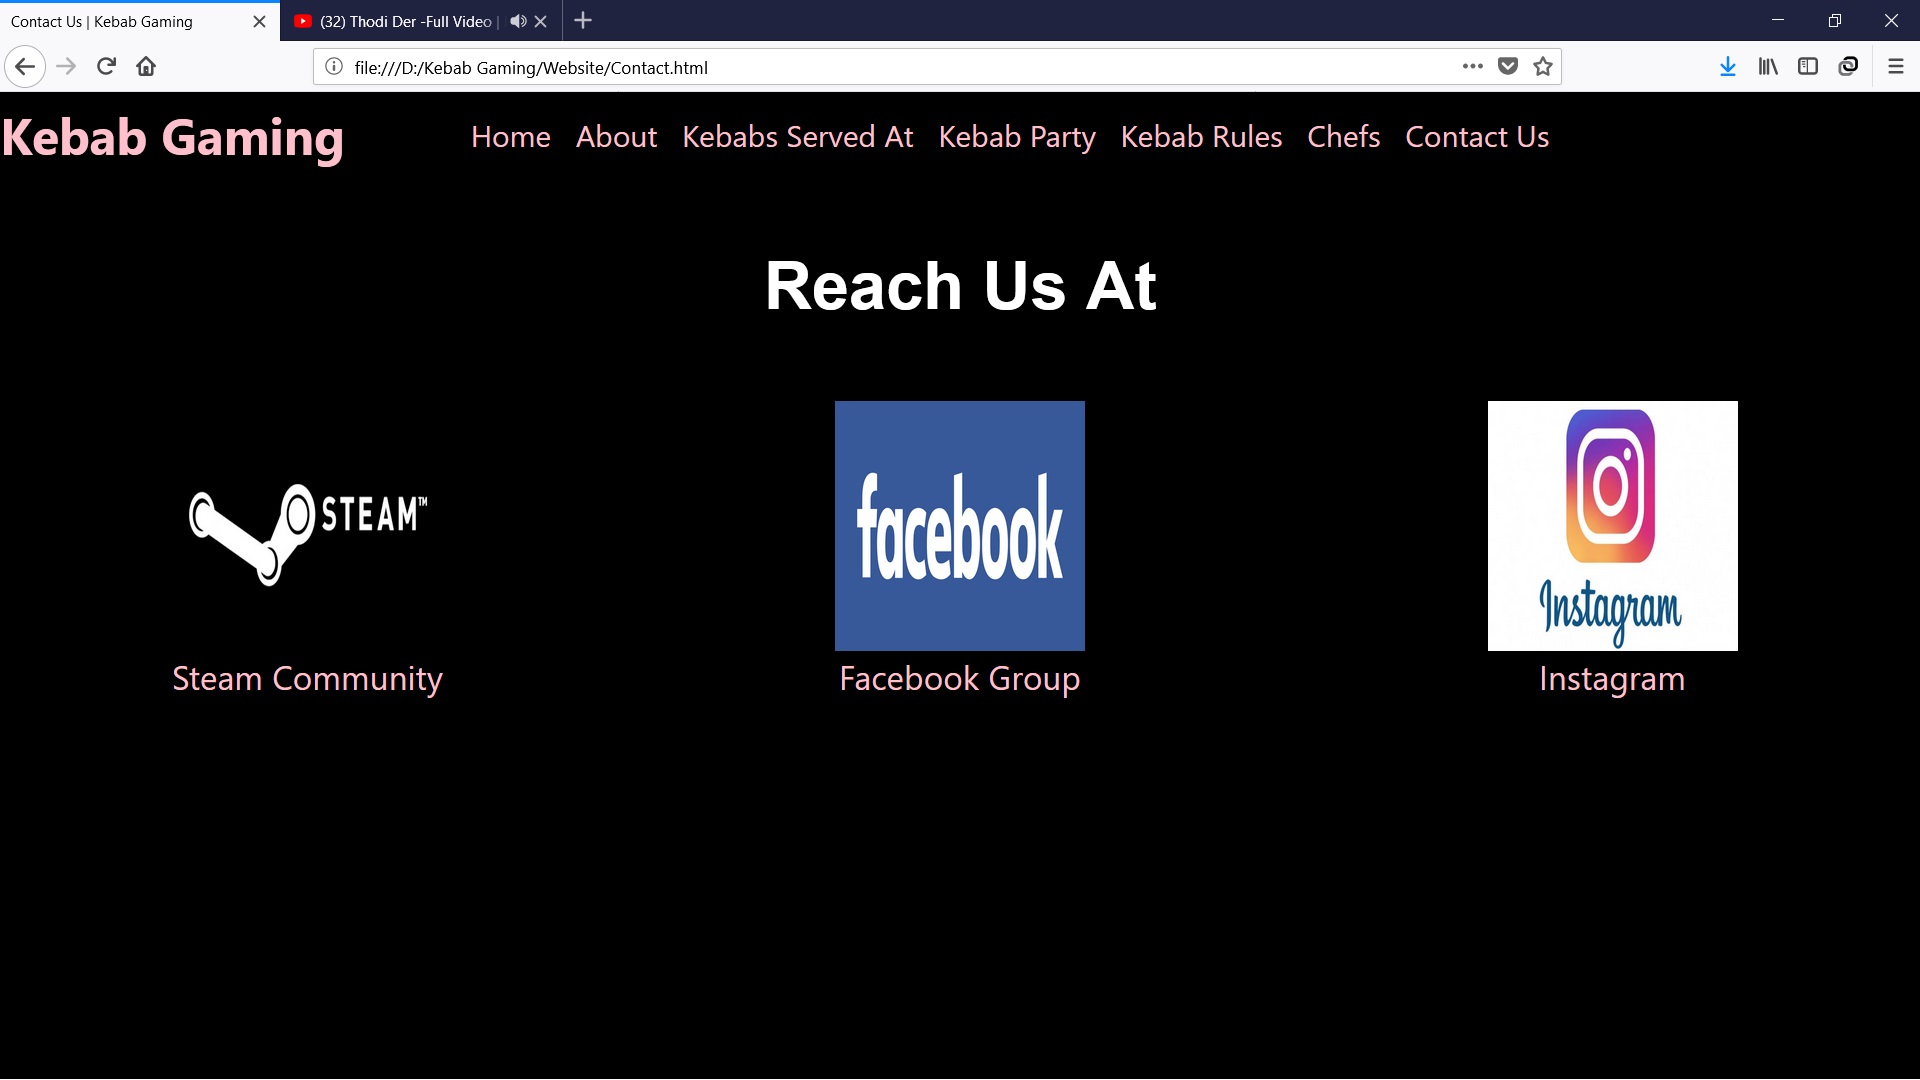 Contact Us | Kebab Gaming
(32) Thodi Der -Full Video |
file:///D:/Kebab Gaming/Website/Contact.html
Kebab Gaming
Home About Kebabs Served At Kebab Party Kebab Rules Chefs Contact Us
Reach Us At
STEAM™
facebook
Instagram
Steam Community
Facebook Group
Instagram